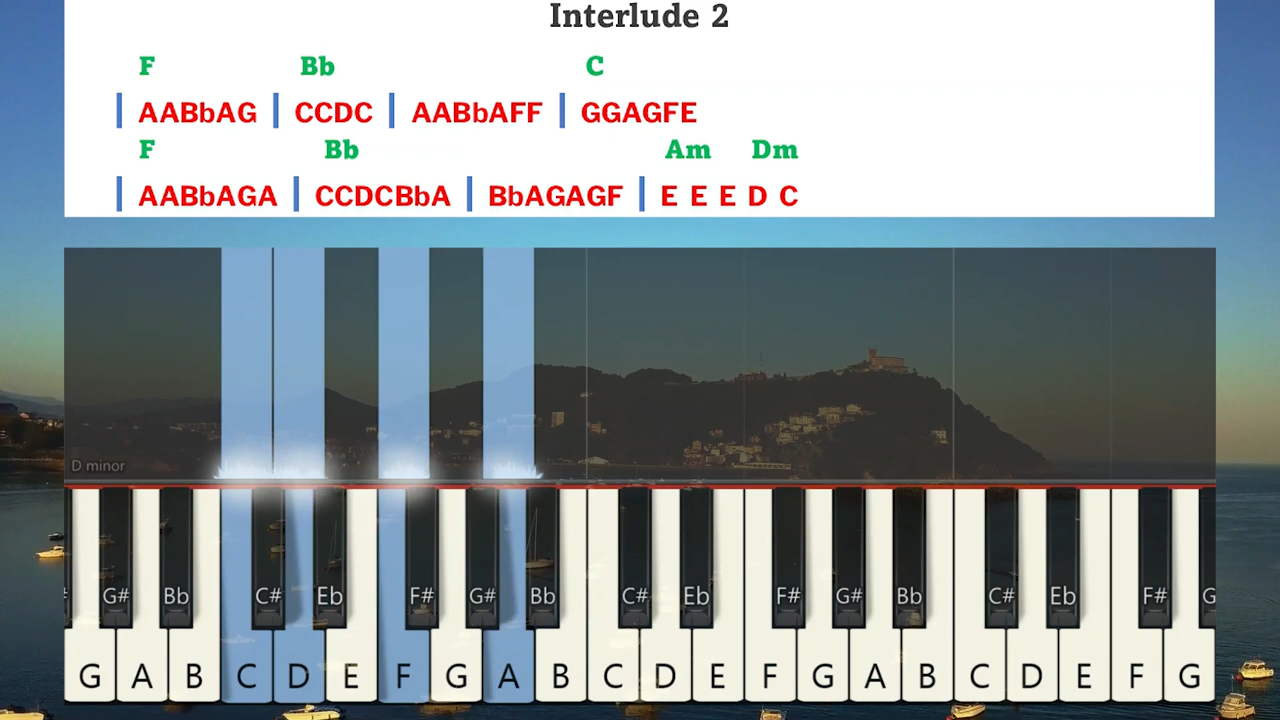 Interlude 2
F Bb C
| AABbAG | CCDC | AABbAFF | GGAGFE
F Bb Am Dm
| AABbAGA | CCDCBbA | BbAGAGF | E E E D C
D minor
G# Bb C# Eb F# G# Bb C# Eb F# G# Bb C# Eb F# G
G A B C D E F G A B C D E F G A B C D E F G